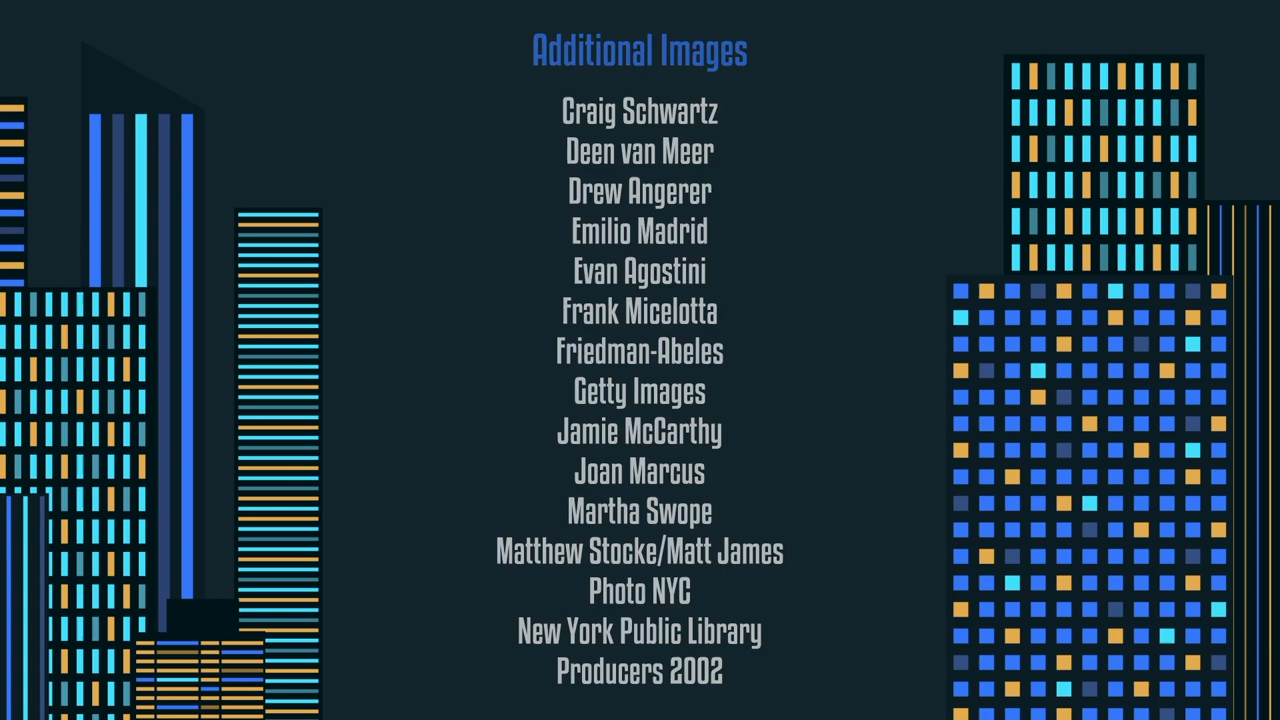 Additional Images
Craig Schwartz
Deen van Meer
Drew Angerer
Emilio Madrid
Evan Agostini
Frank Micelotta
Friedman-Abeles
Getty Images
Jamie McCarthy
Joan Marcus
Martha Swope
Matthew Stocke/Matt James
Photo NYC
New York Public Library
Producers 2002